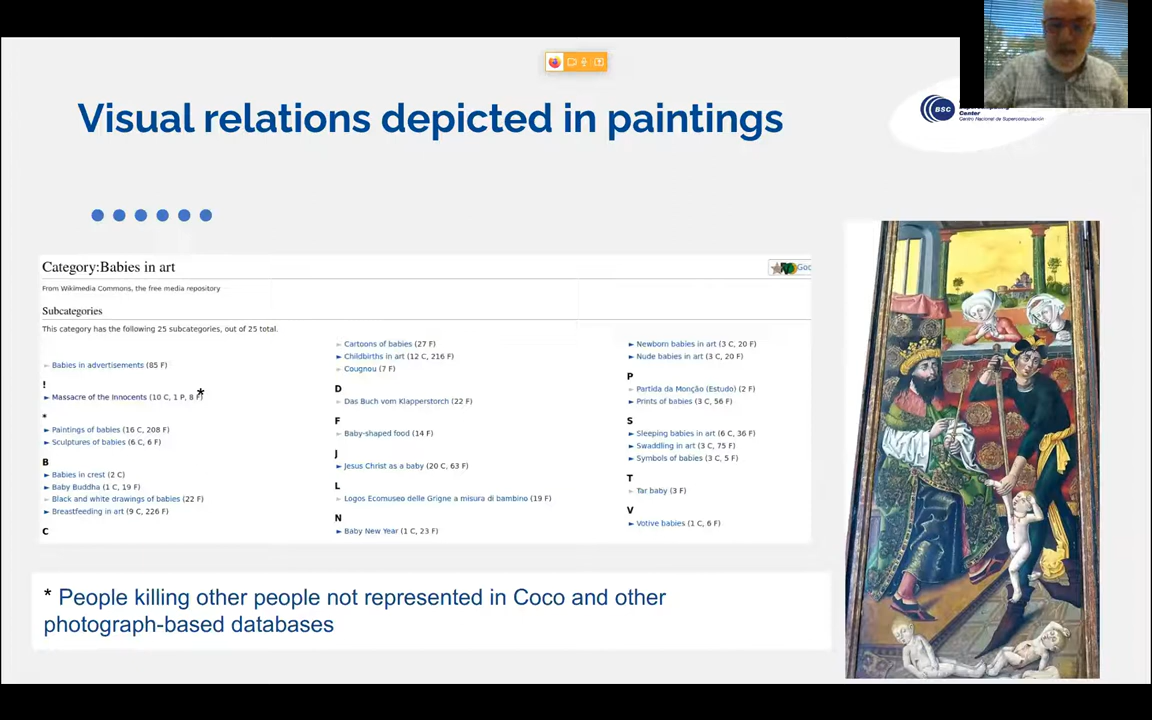 Visual relations depicted in paintings
BSC
Center
Centro Nacional de Supercomputación
Category:Babies in art
Goo
From Wikimedia Commons, the free media repository
Subcategories
This category has the following 25 subcategories, out of 25 total.
► Babies in advertisements (85 F)
!
► Massacre of the Innocents (10 C, 1 P, 8 F)
*
*
► Paintings of babies (16 C, 208 F)
► Sculptures of babies (6 C, 6 F)
B
► Babies in crest (2 C)
► Baby Buddha (1 C, 19 F)
► Black and white drawings of babies (22 F)
► Breastfeeding in art (9 C, 226 F)
C
► Cartoons of babies (27 F)
► Childbirths in art (12 C, 216 F)
► Cougnou (7 F)
D
► Das Buch vom Klapperstorch (22 F)
F
► Baby-shaped food (14 F)
J
► Jesus Christ as a baby (20 C, 63 F)
L
► Logos Ecomuseo delle Grigne a misura di bambino (19 F)
N
► Baby New Year (1 C, 23 F)
► Newborn babies in art (3 C, 20 F)
► Nude babies in art (3 C, 20 F)
P
► Partida da Monção (Estudo) (2 F)
► Prints of babies (3 C, 56 F)
S
► Sleeping babies in art (6 C, 36 F)
► Swaddling in art (3 C, 75 F)
► Symbols of babies (3 C, 5 F)
T
► Tar baby (3 F)
V
► Votive babies (1 C, 6 F)
* People killing other people not represented in Coco and other
photograph-based databases